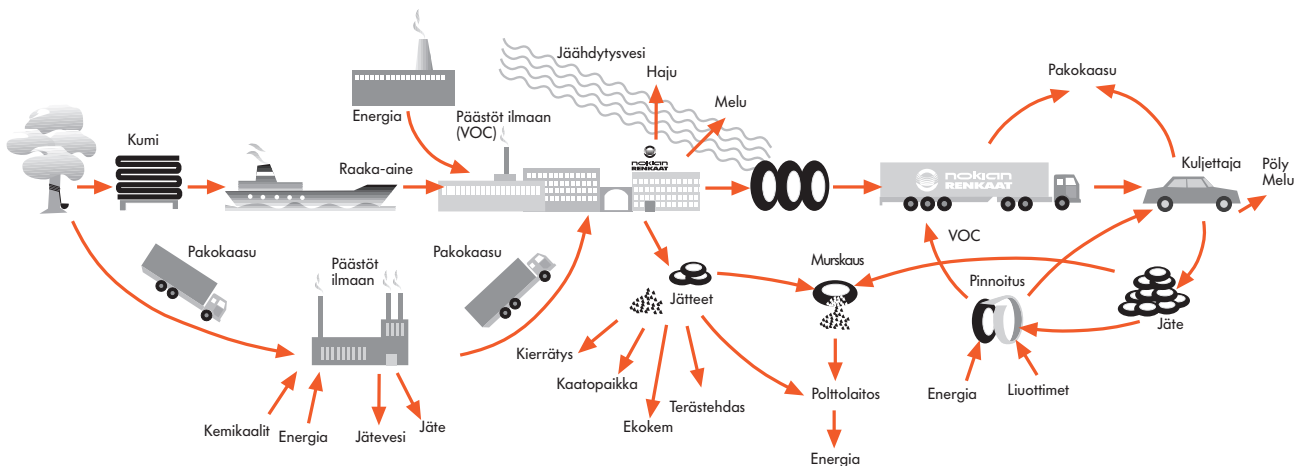 Jäähdytysvesi
Haju
Pakokaasu
Melu
Energia
Päästöt ilmaan
(VOC)
Kumi
nokian
RENKAAT
Raaka-aine
nokian
RENKAAT
Kuljettaja
Pöly
Melu
Pakokaasu
Pakokaasu
VOC
Päästöt
ilmaan
Murskaus
Pinnoitus
Jätteet
Jäte
Kierrätys
Kaatopaikka
Ekokem
Terästehdas
Polttolaitos
Energia
Liuottimet
Kemikaalit
Energia
Jätevesi
Jäte
Energia